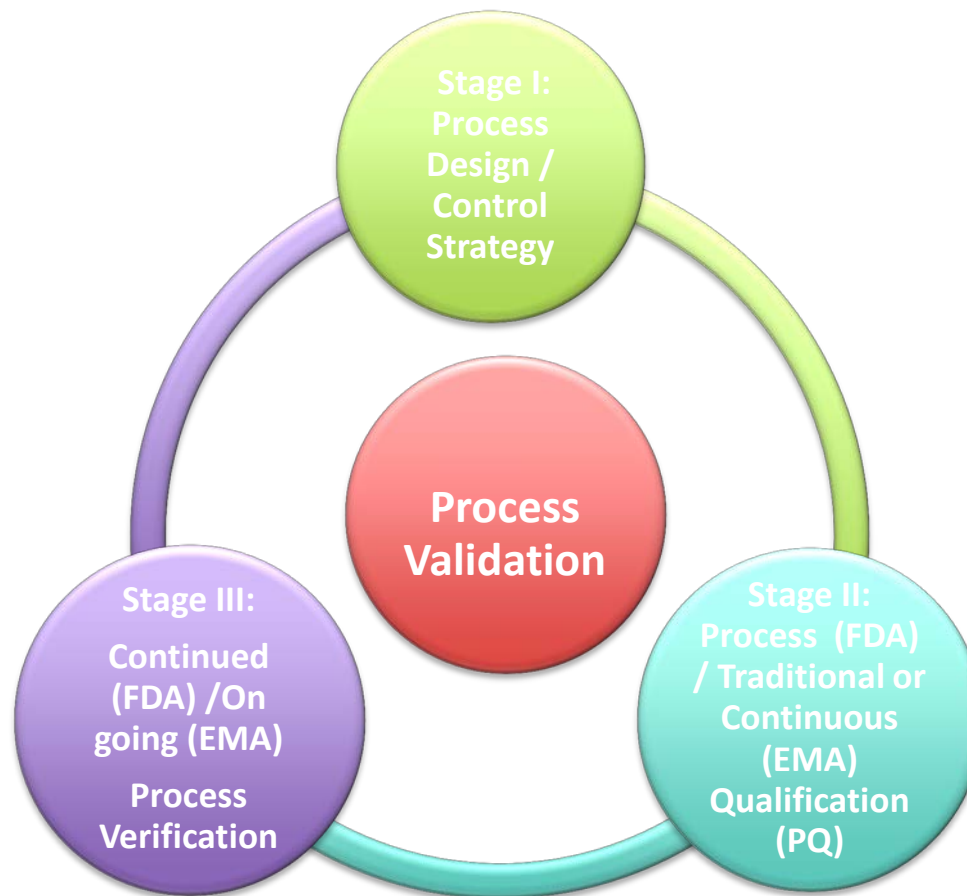 Stage I:
Process
Design /
Control
Strategy
Process
Validation
Stage II:
Process (FDA)
/ Traditional or
Continuous
(EMA)
Qualification
(PQ)
Stage III:
Continued
(FDA) /On
going (EMA)
Process
Verification